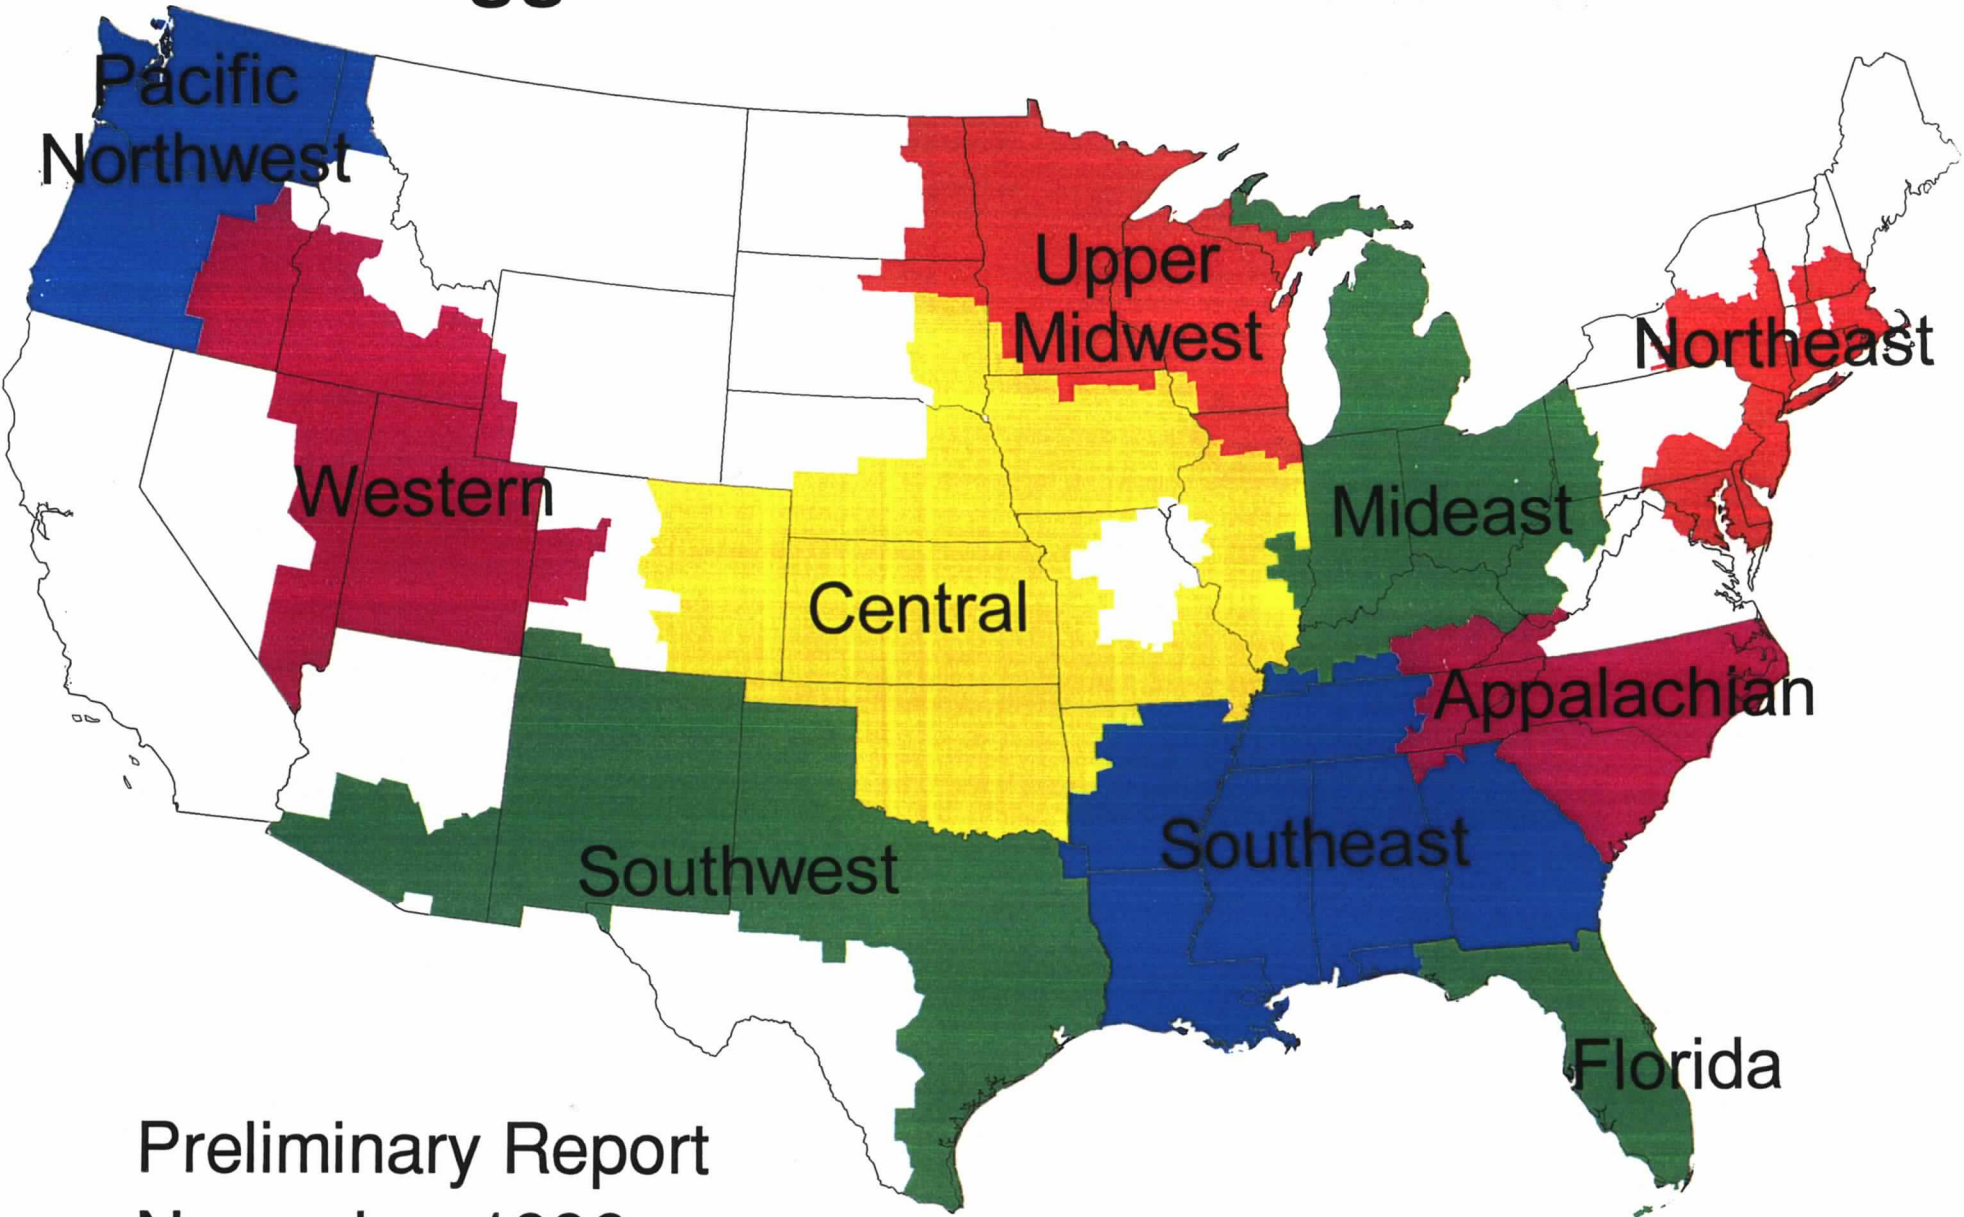 Pacific
Northwest
Upper
Midwest
Northeast
Western
Mideast
Central
Appalachian
Southeast
Southwest
Florida
Preliminary Report